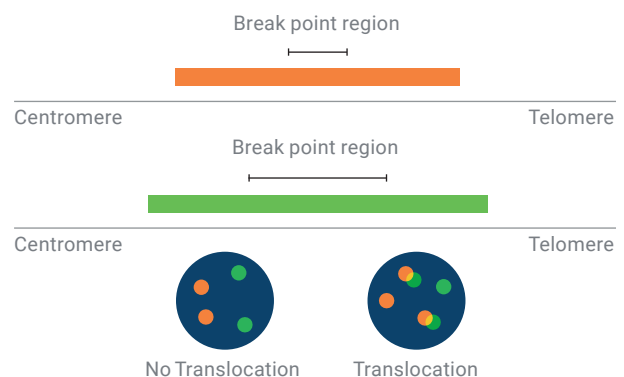 Break point region
Centromere Telomere
Break point region
Centromere Telomere
No Translocation Translocation